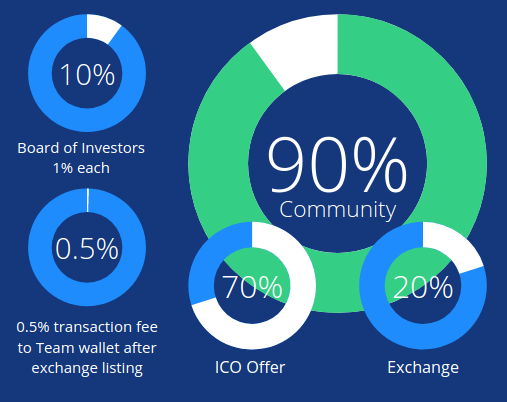 10%
Board of Investors
1% each
0.5%
0.5% transaction fee
to Team wallet after
exchange listing
90%
Community
70%
ICO Offer
20%
Exchange